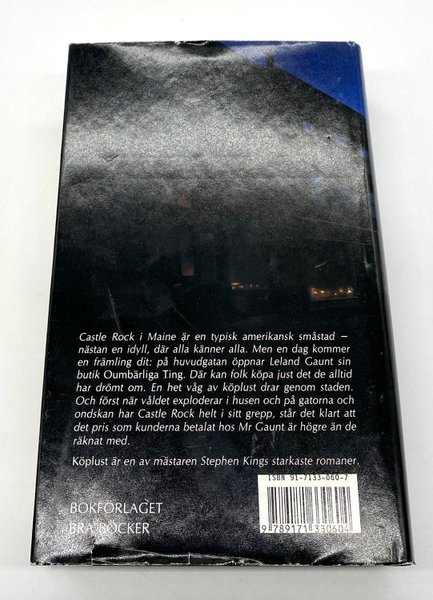 Castle Rock i Maine är en typisk amerikansk småstad –
nästan en idyll, där alla känner alla. Men en dag kommer
en främling dit: på huvudgatan öppnar Leland Gaunt sin
butik Oumbärliga Ting. Där kan folk köpa just det de alltid
har drömt om. En het våg av köplust drar genom staden.
Och först när våldet exploderar i husen och på gatorna och
ondskan har Castle Rock helt i sitt grepp, står det klart att
det pris som kunderna betalat hos Mr Gaunt är högre än de
räknat med.
Köplust är en av mästaren Stephen Kings starkaste romaner.
ISBN 91-7133-060-7
BOKFÖRLAGET
BRA BÖCKER
9 789171 330604